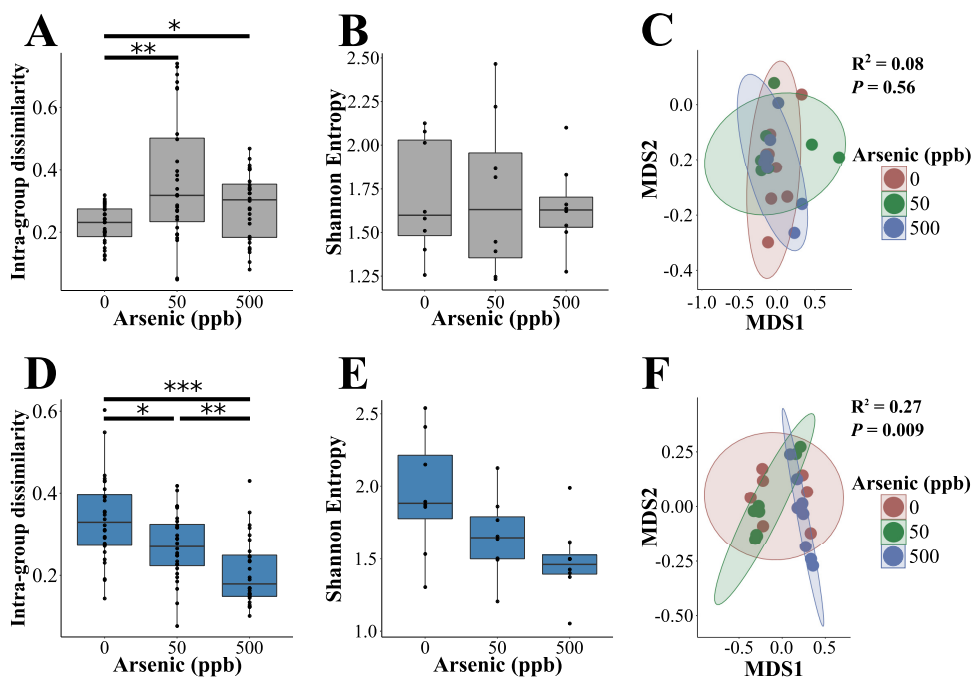 A
B
C
Intra-group dissimilarity
0.6
0.4
0.2
*
**
0
50
500
Arsenic (ppb)
Shannon Entropy
2.50
2.25
2.00
1.75
1.50
1.25
0
50
500
Arsenic (ppb)
MDS2
0.0
0.2
-0.2
-0.4
-1.0
-0.5
0.0
0.5
MDS1
R² = 0.08
P = 0.56
Arsenic (ppb)
0
50
500
D
E
F
Intra-group dissimilarity
0.6
0.4
0.2
***
*
**
0
50
500
Arsenic (ppb)
Shannon Entropy
2.5
2.0
1.5
1.0
0
50
500
Arsenic (ppb)
MDS2
0.25
0.00
-0.25
-0.50
-0.5
0.0
0.5
MDS1
R² = 0.27
P = 0.009
Arsenic (ppb)
0
50
500